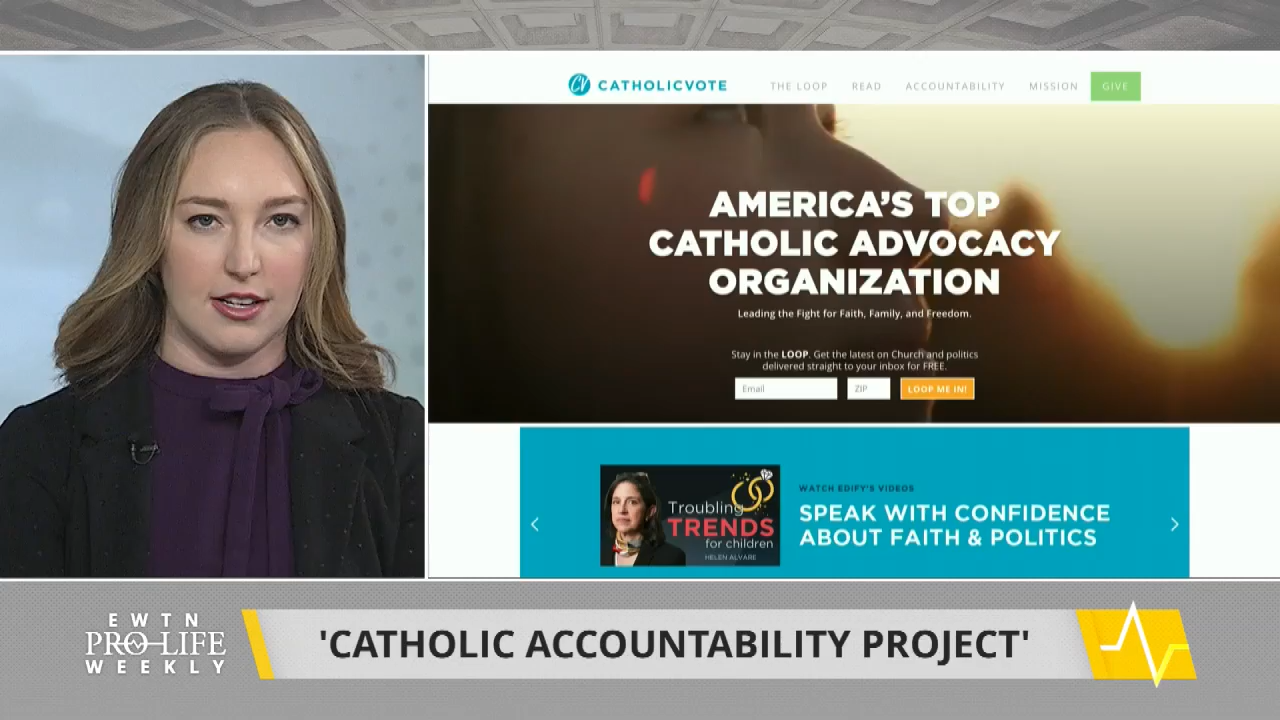 CV CATHOLICVOTE
THE LOOP READ ACCOUNTABILITY MISSION GIVE
AMERICA'S TOP
CATHOLIC ADVOCACY
ORGANIZATION
Leading the Fight for Faith, Family, and Freedom.
Stay in the LOOP. Get the latest on Church and politics
delivered straight to your inbox for FREE.
Email ZIP LOOP ME IN!
Troubling
TRENDS
for children
HELEN ALVARE
WATCH EDIFY'S VIDEOS
SPEAK WITH CONFIDENCE
ABOUT FAITH & POLITICS
EWTN
PRO-LIFE
WEEKLY
'CATHOLIC ACCOUNTABILITY PROJECT'